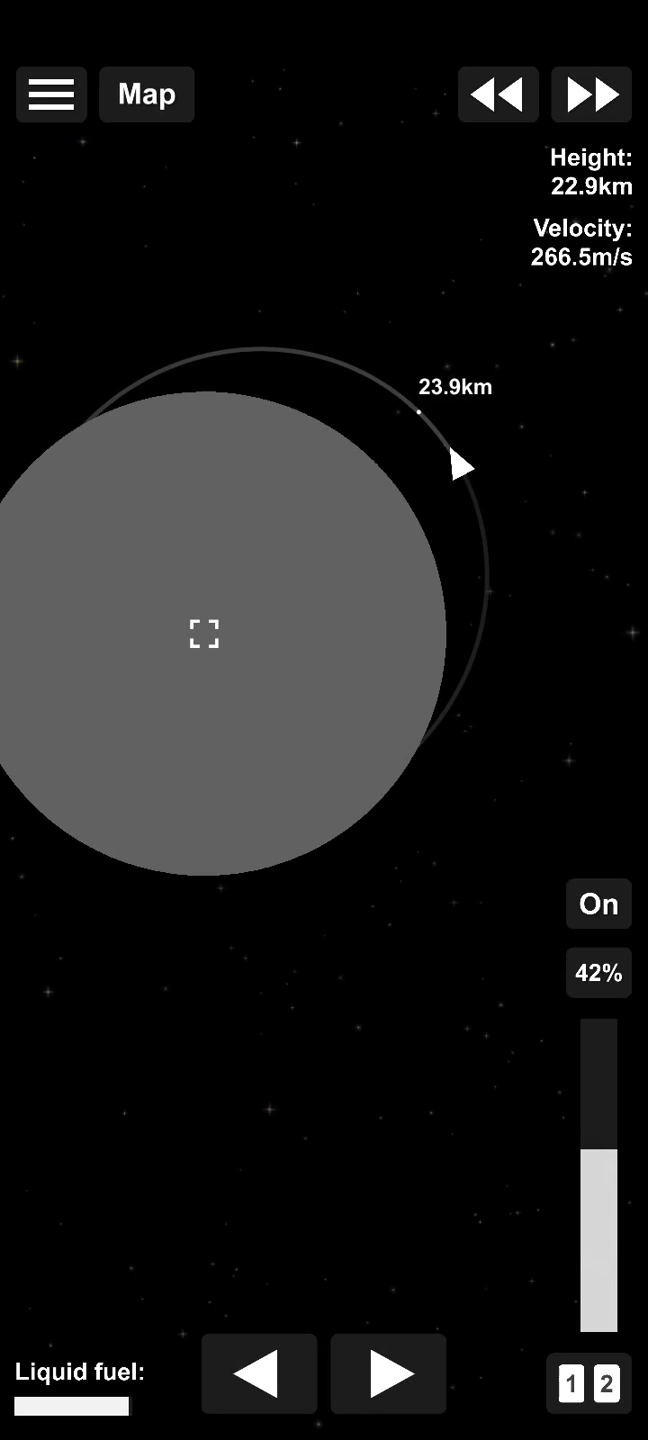 Map
Height:
22.9km
Velocity:
266.5m/s
23.9km
On
42%
Liquid fuel:
1 2